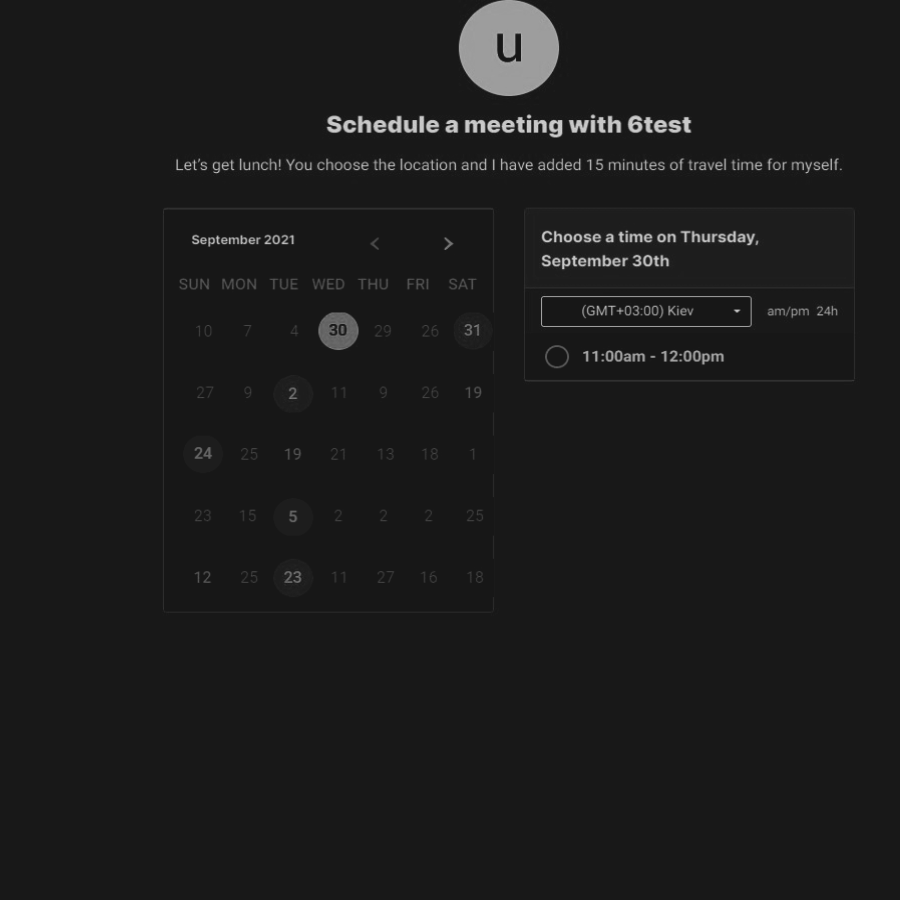 u
Schedule a meeting with 6test
Let's get lunch! You choose the location and I have added 15 minutes of travel time for myself.
September 2021
SUN MON TUE WED THU FRI SAT
10 7 4 30 29 26 31
27 9 2 11 9 26 19
24 25 19 21 13 18 1
23 15 5 2 2 2 25
12 25 23 11 27 16 18
Choose a time on Thursday,
September 30th
(GMT+03:00) Kiev am/pm 24h
11:00am - 12:00pm